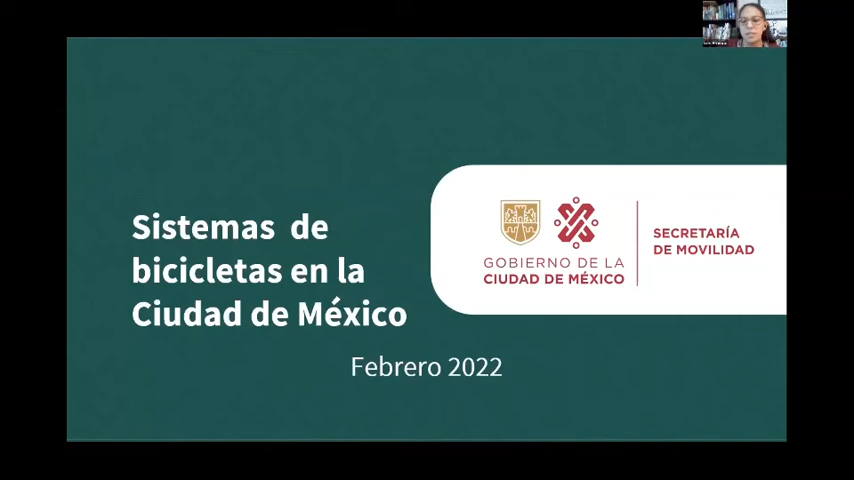 Sistemas de
bicicletas en la
Ciudad de México
Febrero 2022
GOBIERNO DE LA
CIUDAD DE MÉXICO
SECRETARÍA
DE MOVILIDAD